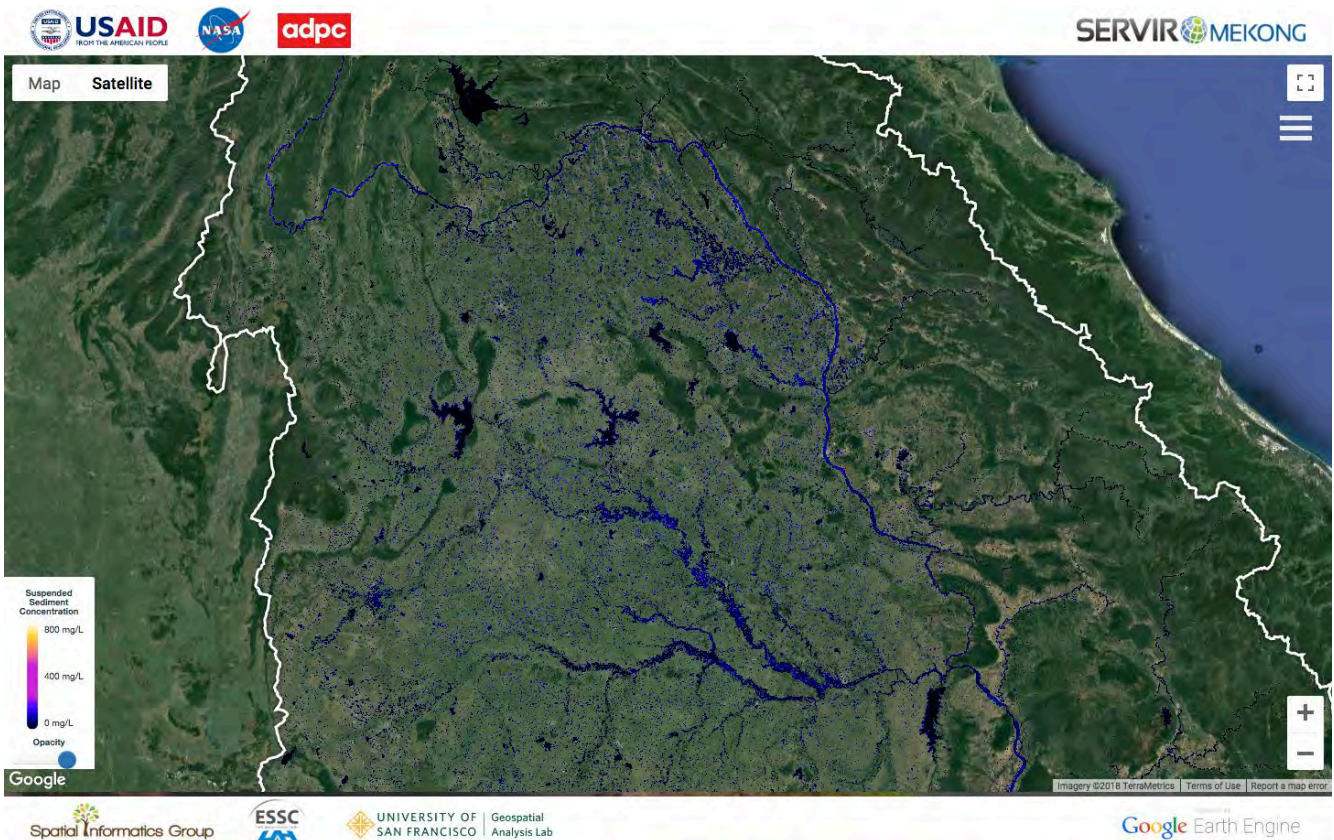 USAID
FROM THE AMERICAN PEOPLE
NASA
adpc
SERVIR MEKONG
Map Satellite
Suspended
Sediment
Concentration
800 mg/L
400 mg/L
0 mg/L
Opacity
Google
+
−
Imagery ©2018 TerraMetrics Terms of Use Report a map error
Spatial Informatics Group
ESSC
UNIVERSITY OF
SAN FRANCISCO
Geospatial
Analysis Lab
Google Earth Engine